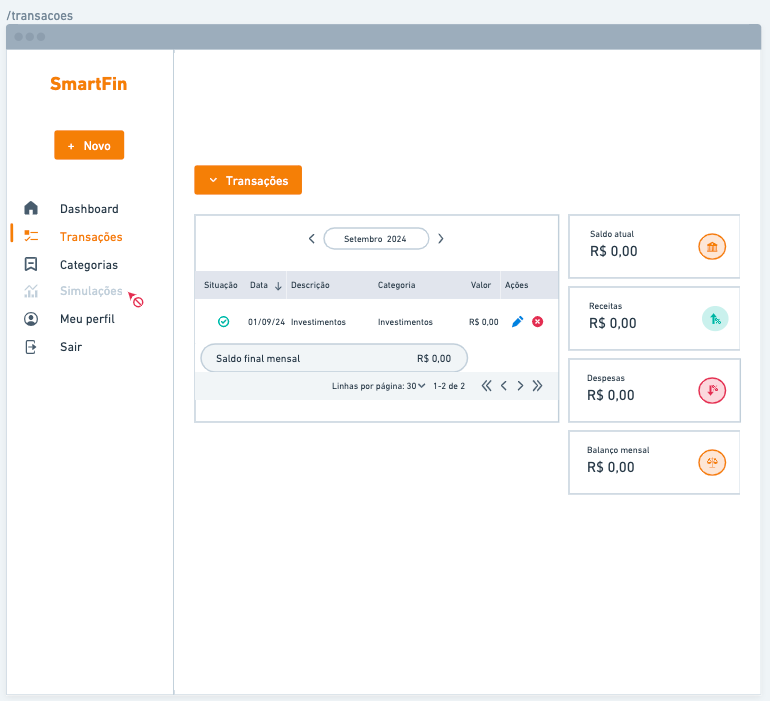 /transacoes
SmartFin
+ Novo
Dashboard
Transações
Categorias
Simulações
Meu perfil
Sair
Transações
Setembro 2024
Situação Data Descrição Categoria Valor Ações
01/09/24 Investimentos Investimentos R$ 0,00
Saldo final mensal R$ 0,00
Linhas por página: 30 1-2 de 2
Saldo atual
R$ 0,00
Receitas
R$ 0,00
Despesas
R$ 0,00
Balanço mensal
R$ 0,00